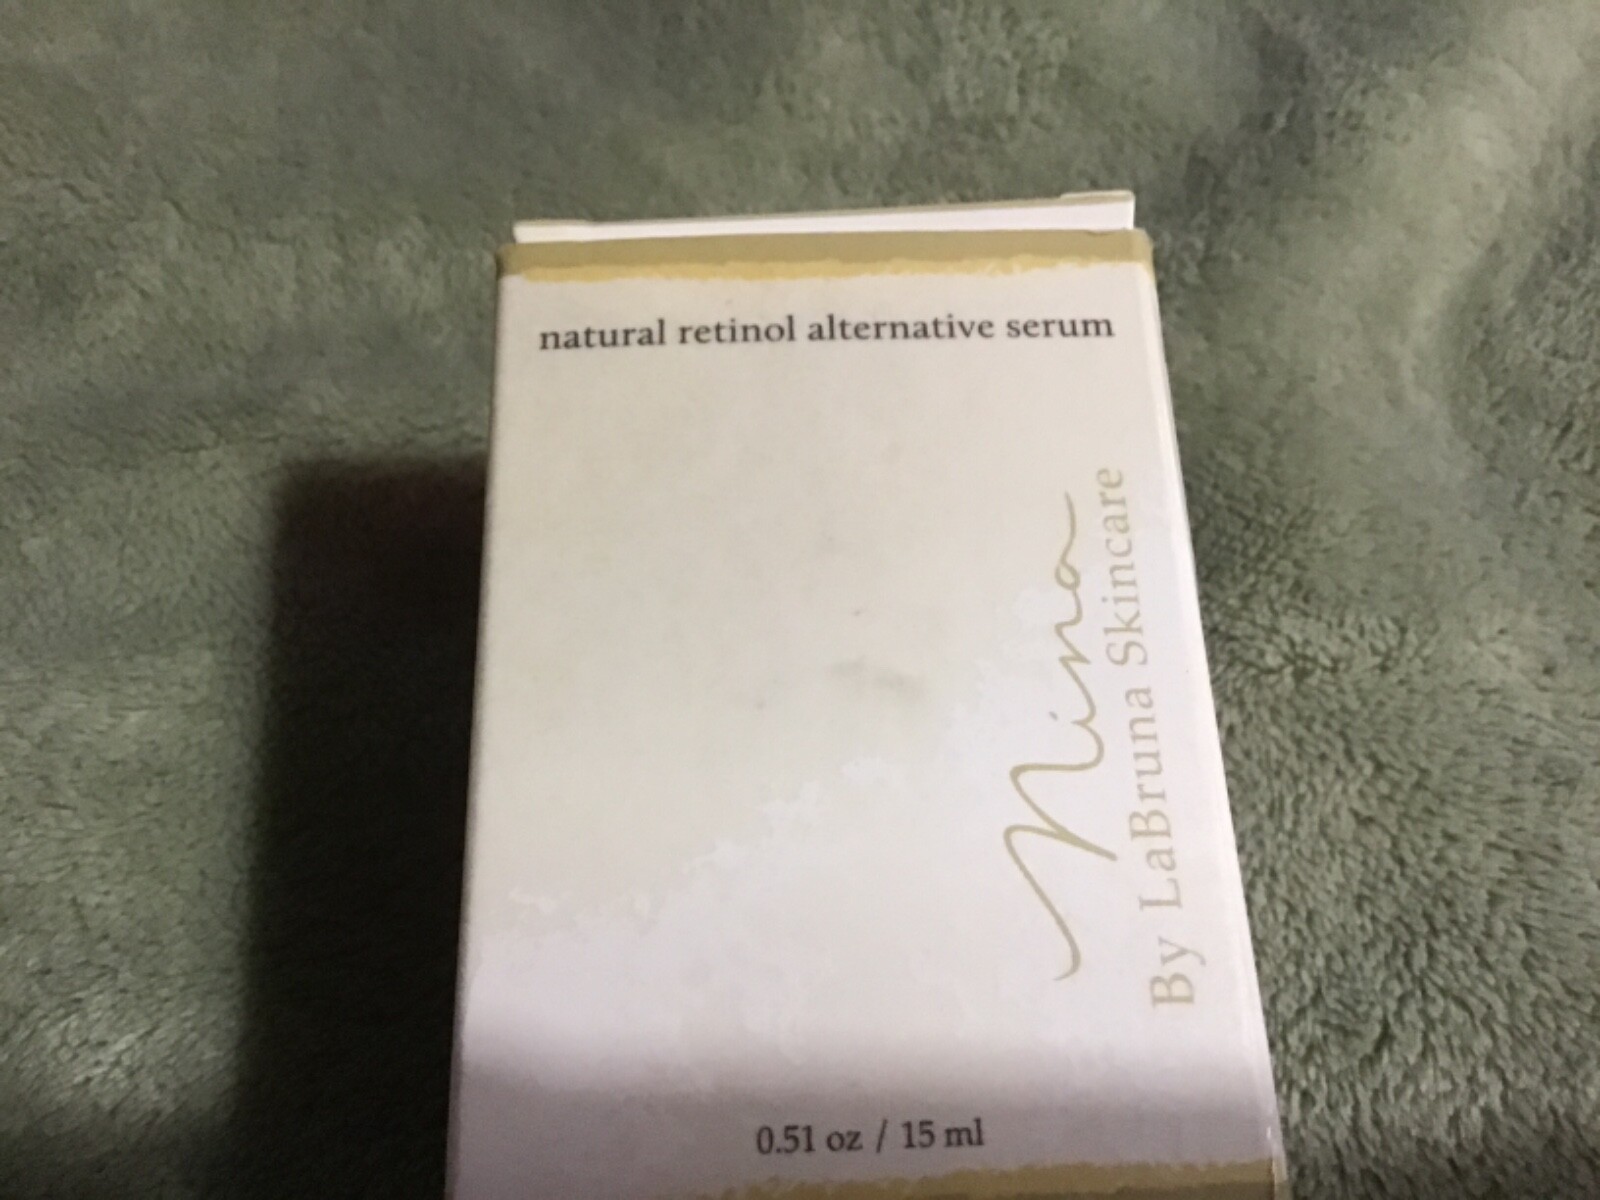 natural retinol alternative serum
Nina
By LaBruna Skincare
0.51 oz / 15 ml